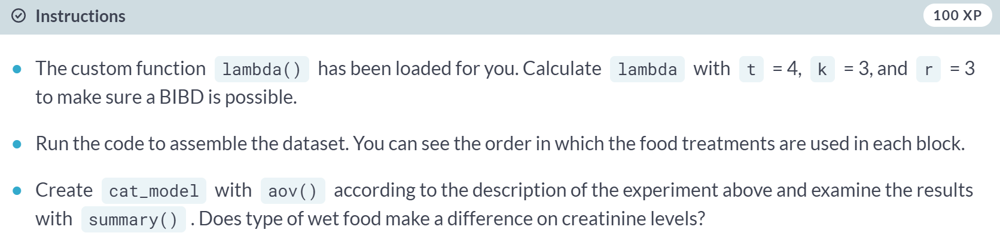 Instructions
100 XP
The custom function lambda() has been loaded for you. Calculate lambda with t = 4, k = 3, and r = 3
to make sure a BIBD is possible.
Run the code to assemble the dataset. You can see the order in which the food treatments are used in each block.
Create cat_model with aov() according to the description of the experiment above and examine the results
with summary() . Does type of wet food make a difference on creatinine levels?